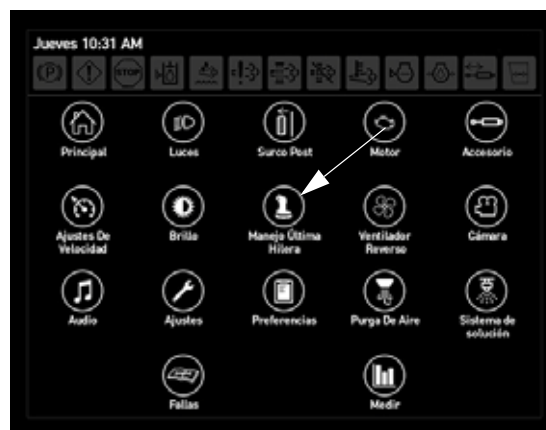 Jueves 10:31 AM
(P) STOP
Principal Luces Surco Post Motor Accesorio
Ajustes De Velocidad Brillo Manejo Última Hilera Ventilador Reverso Cámara
Audio Ajustes Preferencias Purga De Aire Sistema de solución
Fallas Medir